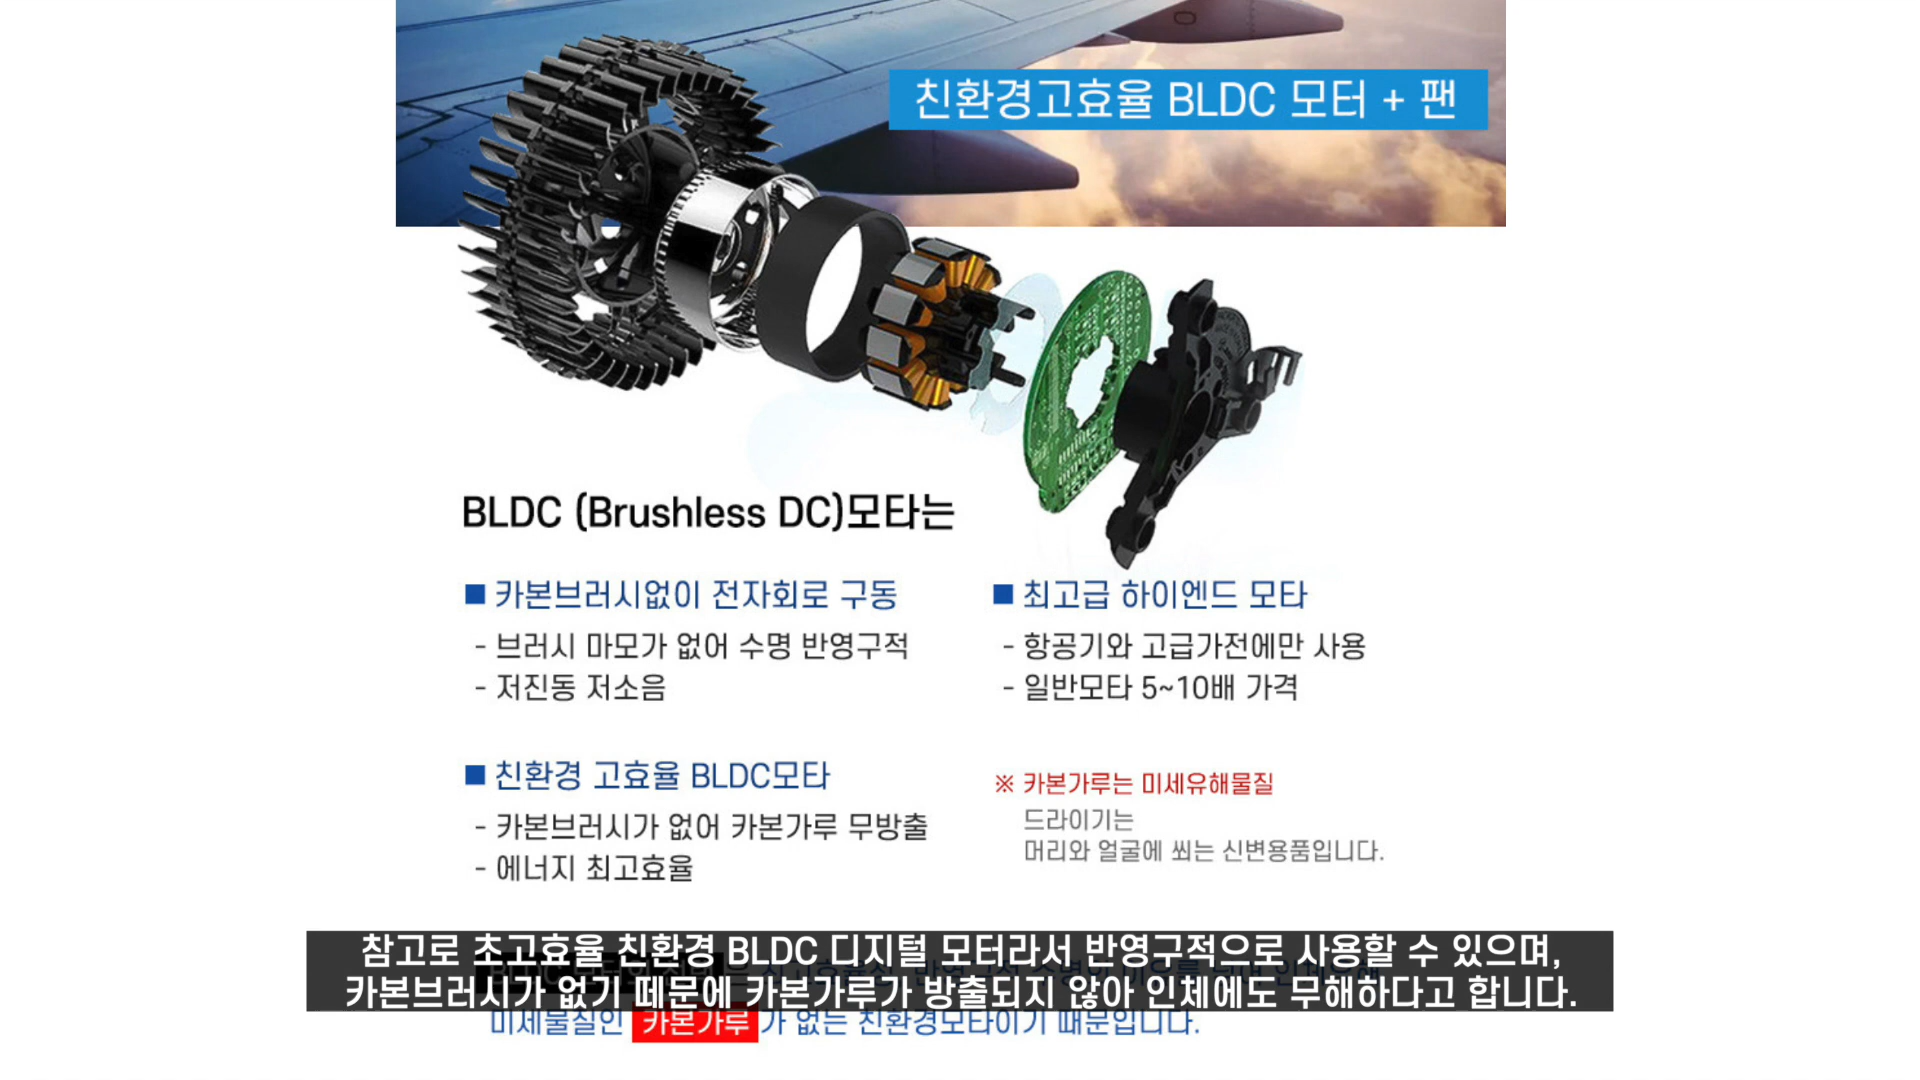 친환경고효율 BLDC 모터 + 팬
BLDC (Brushless DC)모타는
■ 카본브러시없이 전자회로 구동
- 브러시 마모가 없어 수명 반영구적
- 저진동 저소음
■ 최고급 하이엔드 모타
- 항공기와 고급가전에만 사용
- 일반모타 5~10배 가격
■ 친환경 고효율 BLDC모타
- 카본브러시가 없어 카본가루 무방출
- 에너지 최고효율
※ 카본가루는 미세유해물질
드라이기는
머리와 얼굴에 쐬는 신변용품입니다.
참고로 초고효율 친환경 BLDC 디지털 모터라서 반영구적으로 사용할 수 있으며,
카본브러시가 없기 때문에 카본가루가 방출되지 않아 인체에도 무해하다고 합니다.
미세물질인 카본가루 가 없는 친환경모타이기 때문입니다.